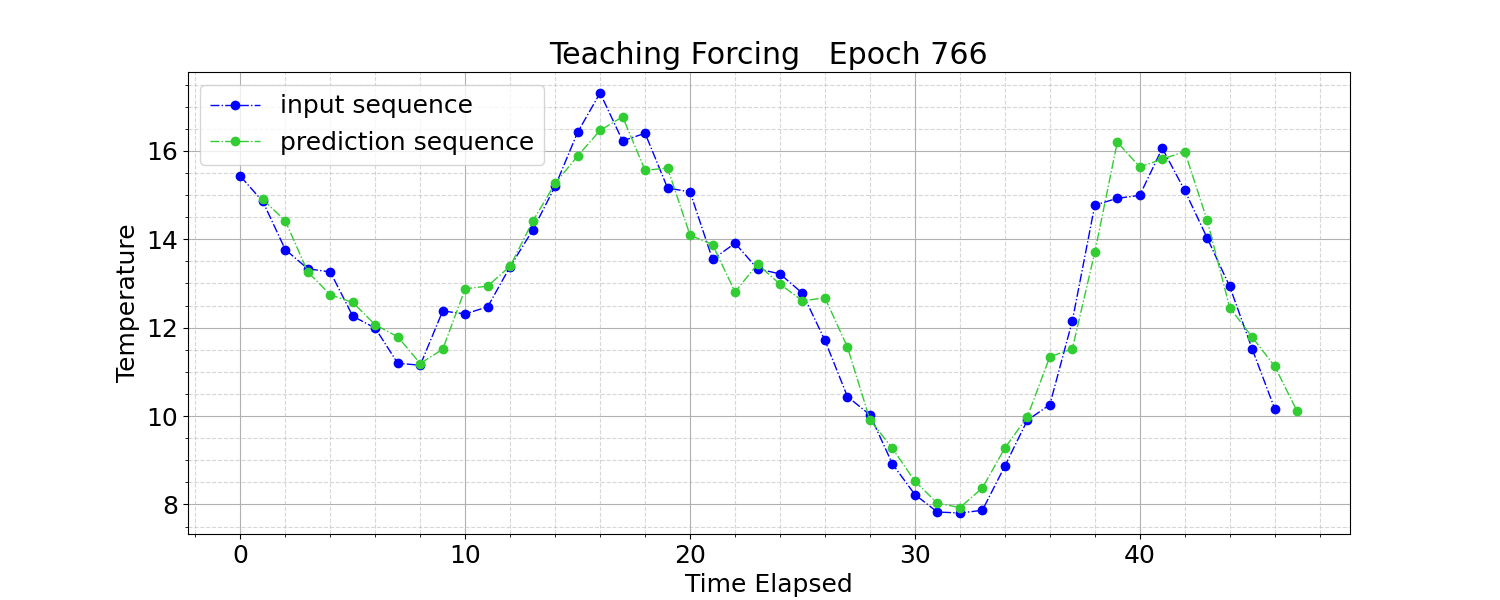 Teaching Forcing   Epoch 766
input sequence
prediction sequence
Temperature
16
14
12
10
8
0 10 20 30 40
Time Elapsed